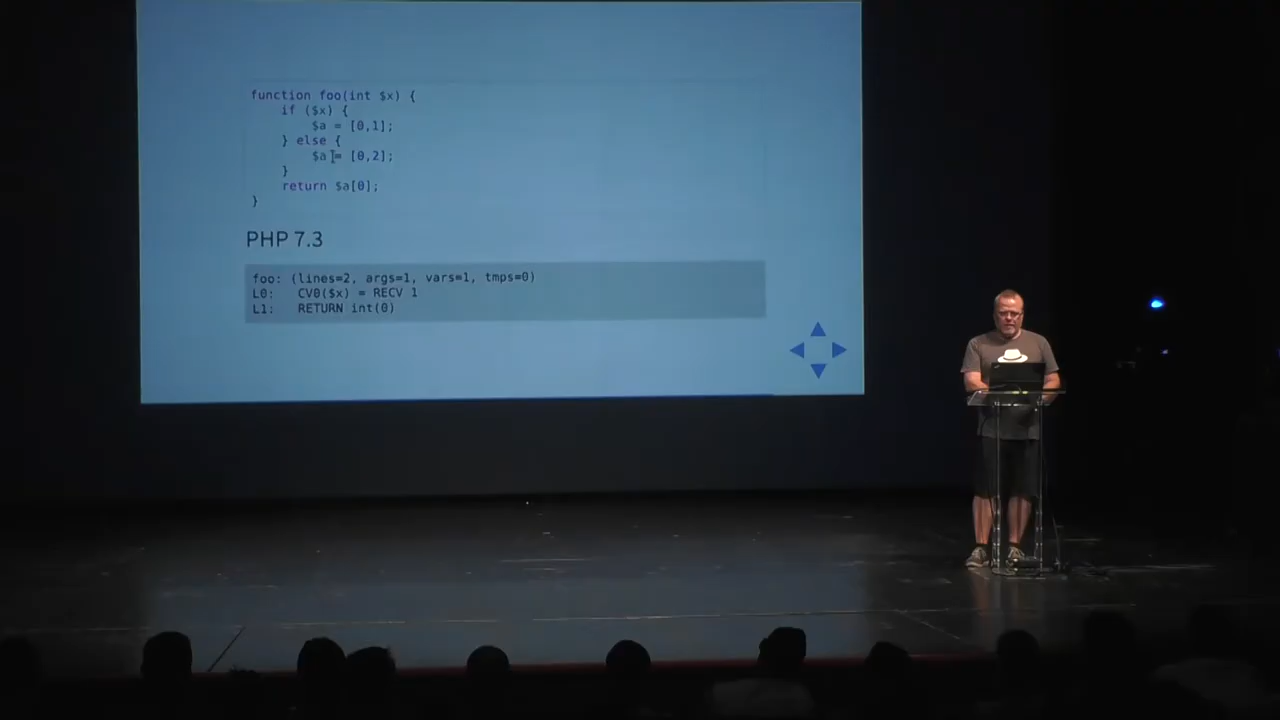 function foo(int $x) {
    if ($x) {
        $a = [0,1];
    } else {
        $a = [0,2];
    }
    return $a[0];
}
PHP 7.3
foo: (lines=2, args=1, vars=1, tmps=0)
L0:   CV0($x) = RECV 1
L1:   RETURN int(0)